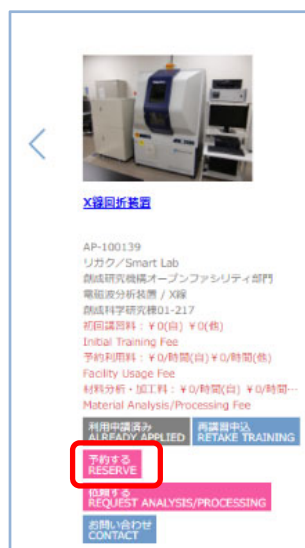 X線回折装置
AP-100139
リガク／Smart Lab
創成研究機構オープンファシリティ部門
電磁波分析装置 / X線
創成科学研究棟01-217
初回講習料：￥0(自) ￥0(他)
Initial Training Fee
予約利用料：￥0/時間(自)￥0/時間(他)
Facility Usage Fee
材料分析・加工料：￥0/時間(自) ￥0/時間…
Material Analysis/Processing Fee
利用申請済み
ALREADY APPLIED
再講習申込
RETAKE TRAINING
予約する
RESERVE
依頼する
REQUEST ANALYSIS/PROCESSING
お問い合わせ
CONTACT